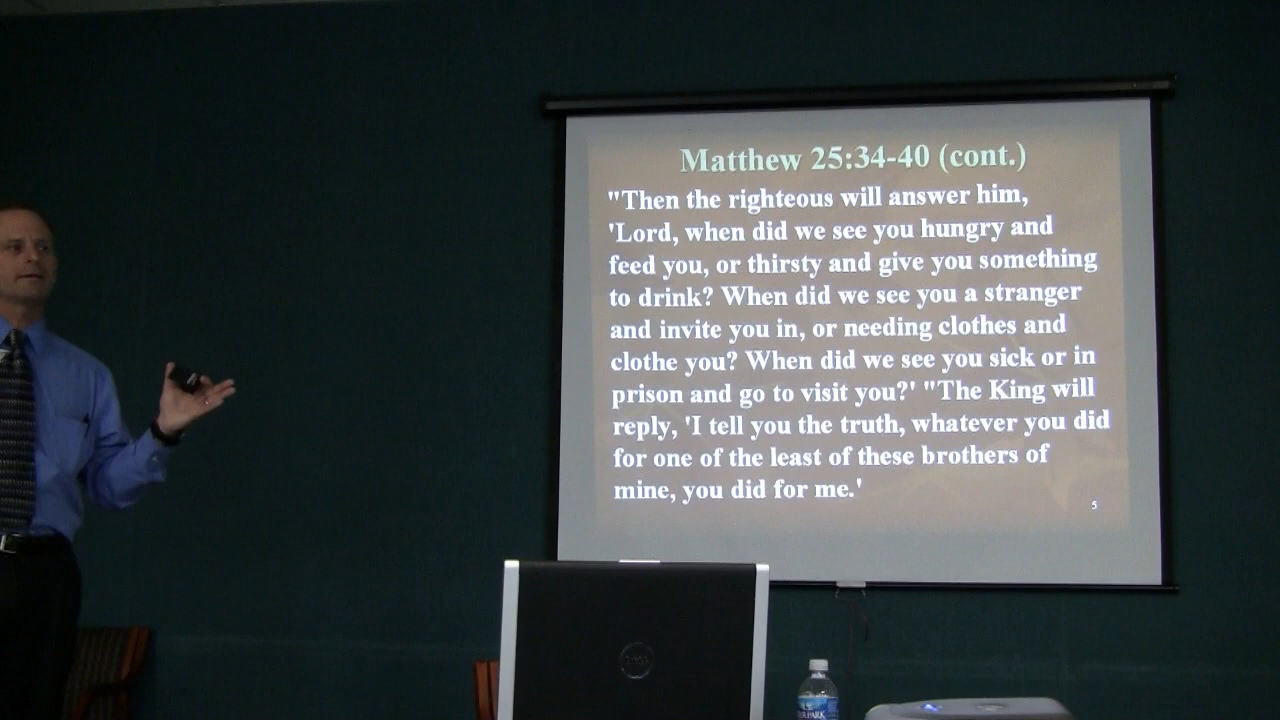 Matthew 25:34-40 (cont.)
"Then the righteous will answer him,
'Lord, when did we see you hungry and
feed you, or thirsty and give you something
to drink? When did we see you a stranger
and invite you in, or needing clothes and
clothe you? When did we see you sick or in
prison and go to visit you?' "The King will
reply, 'I tell you the truth, whatever you did
for one of the least of these brothers of
mine, you did for me.'
5
DELL